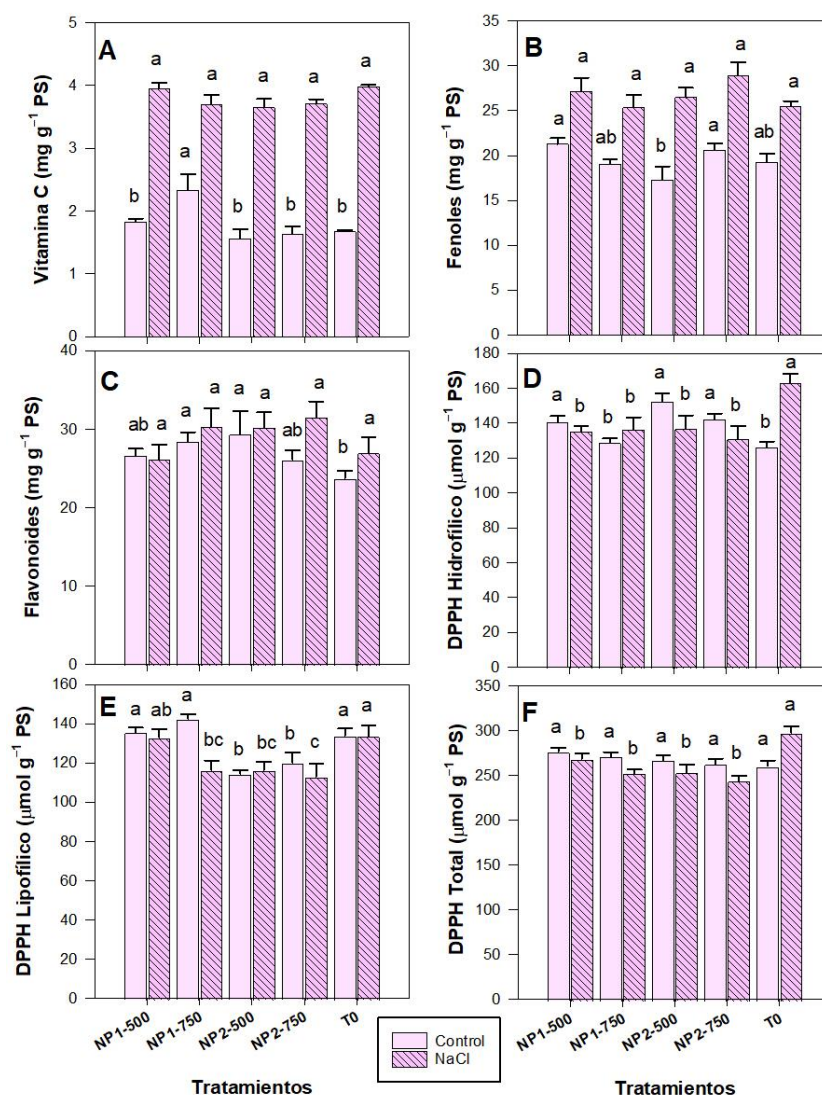 A
Vitamina C (mg g⁻¹ PS)
5
4
3
2
1
0
b a a a b a b a b a
B
Fenoles (mg g⁻¹ PS)
35
30
25
20
15
10
5
0
a a ab a b a a a ab a
C
Flavonoides (mg g⁻¹ PS)
40
30
20
10
0
ab a a a a a ab a b a
D
DPPH Hidrofílico (μmol g⁻¹ PS)
180
160
140
120
100
80
60
40
20
0
a b b b a b a b b a
E
DPPH Lipofílico (μmol g⁻¹ PS)
160
140
120
100
80
60
40
20
0
a ab a bc b bc b c a a
NP1-500 NP1-750 NP2-500 NP2-750 T0
Tratamientos
F
DPPH Total (μmol g⁻¹ PS)
350
300
250
200
150
100
50
0
a b a b a b a b a a
NP1-500 NP1-750 NP2-500 NP2-750 T0
Tratamientos
Control
NaCl